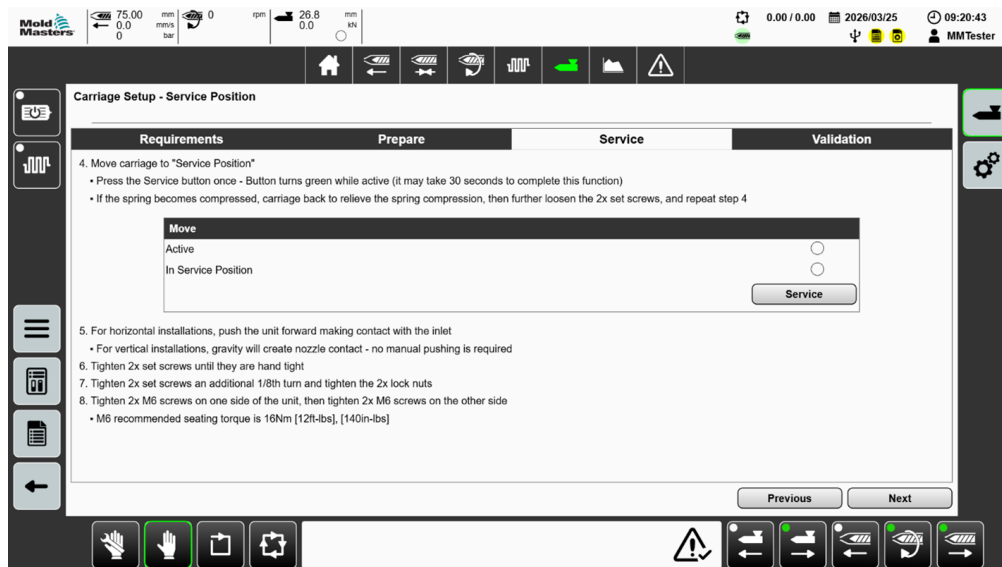 Mold
Masters
75.00 mm
0.0 mm/s
0 bar
0 rpm
26.8 mm
0.0 kN
0.00 / 0.00
2026/03/25
09:20:43
MMTester
Carriage Setup - Service Position
Requirements
Prepare
Service
Validation
4. Move carriage to "Service Position"
• Press the Service button once - Button turns green while active (it may take 30 seconds to complete this function)
• If the spring becomes compressed, carriage back to relieve the spring compression, then further loosen the 2x set screws, and repeat step 4
Move
Active
In Service Position
Service
5. For horizontal installations, push the unit forward making contact with the inlet
• For vertical installations, gravity will create nozzle contact - no manual pushing is required
6. Tighten 2x set screws until they are hand tight
7. Tighten 2x set screws an additional 1/8th turn and tighten the 2x lock nuts
8. Tighten 2x M6 screws on one side of the unit, then tighten 2x M6 screws on the other side
• M6 recommended seating torque is 16Nm [12ft-lbs], [140in-lbs]
Previous
Next